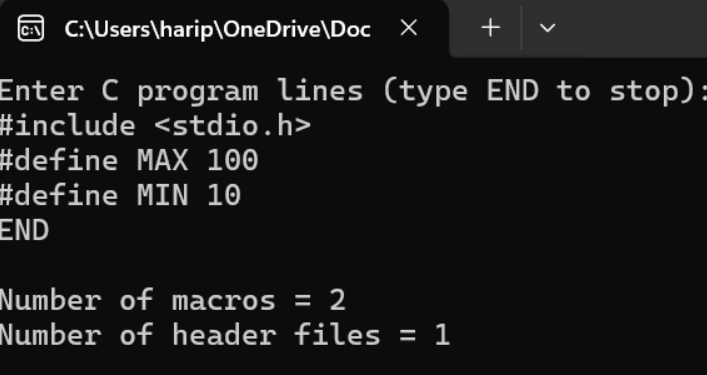 C:\Users\harip\OneDrive\Doc
Enter C program lines (type END to stop):
#include <stdio.h>
#define MAX 100
#define MIN 10
END
Number of macros = 2
Number of header files = 1